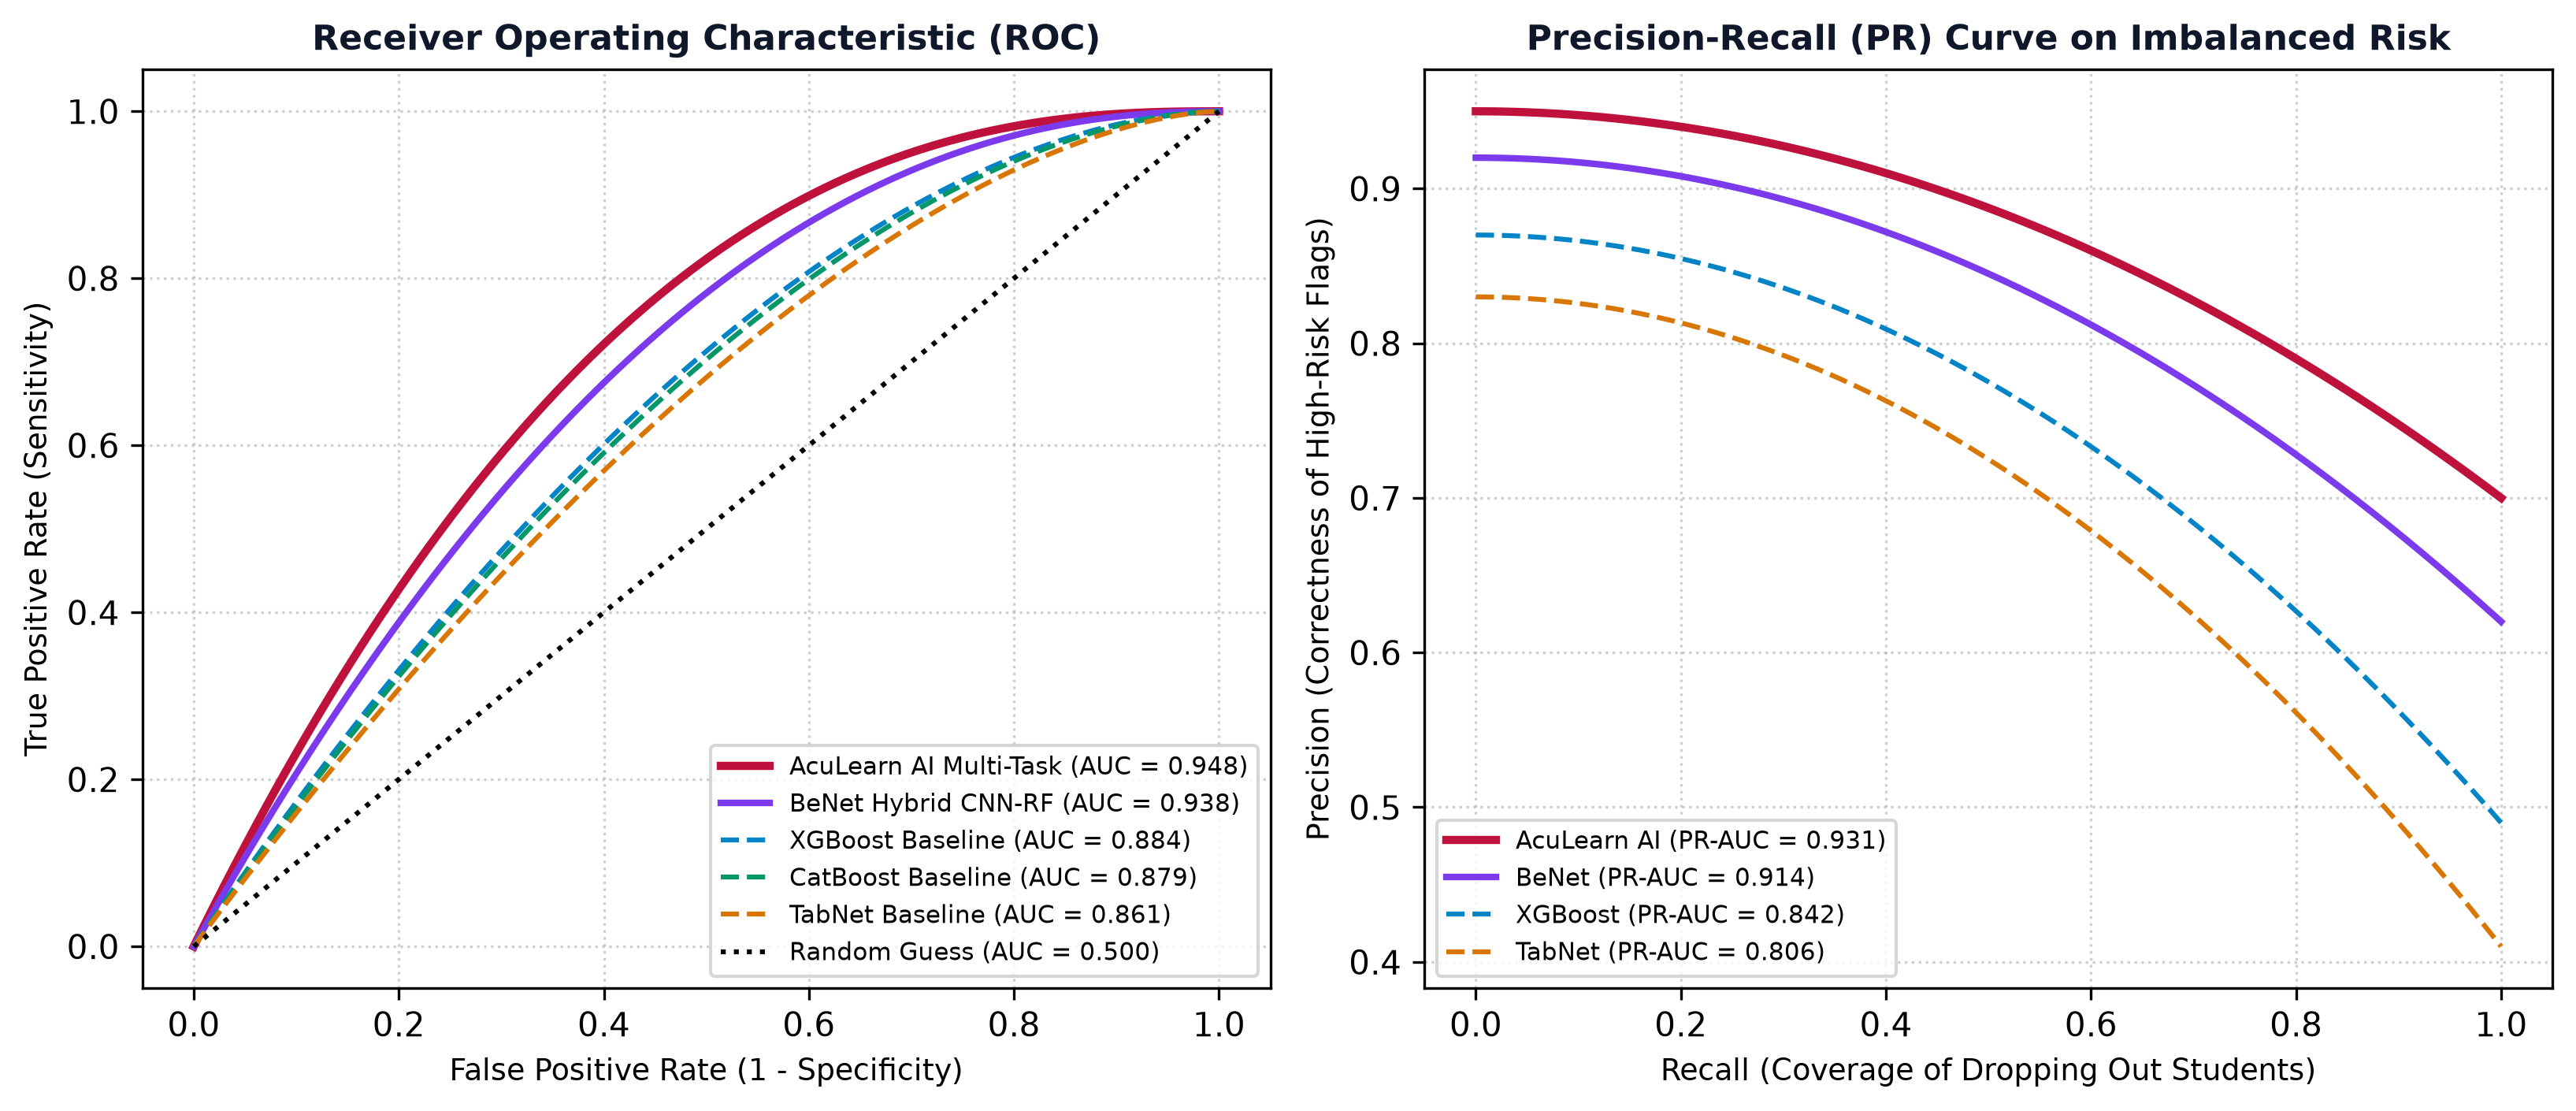 Receiver Operating Characteristic (ROC)
True Positive Rate (Sensitivity)
1.0
0.8
0.6
0.4
0.2
0.0
AcuLearn AI Multi-Task (AUC = 0.948)
BeNet Hybrid CNN-RF (AUC = 0.938)
XGBoost Baseline (AUC = 0.884)
CatBoost Baseline (AUC = 0.879)
TabNet Baseline (AUC = 0.861)
Random Guess (AUC = 0.500)
0.0 0.2 0.4 0.6 0.8 1.0
False Positive Rate (1 - Specificity)
Precision-Recall (PR) Curve on Imbalanced Risk
Precision (Correctness of High-Risk Flags)
0.9
0.8
0.7
0.6
0.5
0.4
AcuLearn AI (PR-AUC = 0.931)
BeNet (PR-AUC = 0.914)
XGBoost (PR-AUC = 0.842)
TabNet (PR-AUC = 0.806)
0.0 0.2 0.4 0.6 0.8 1.0
Recall (Coverage of Dropping Out Students)